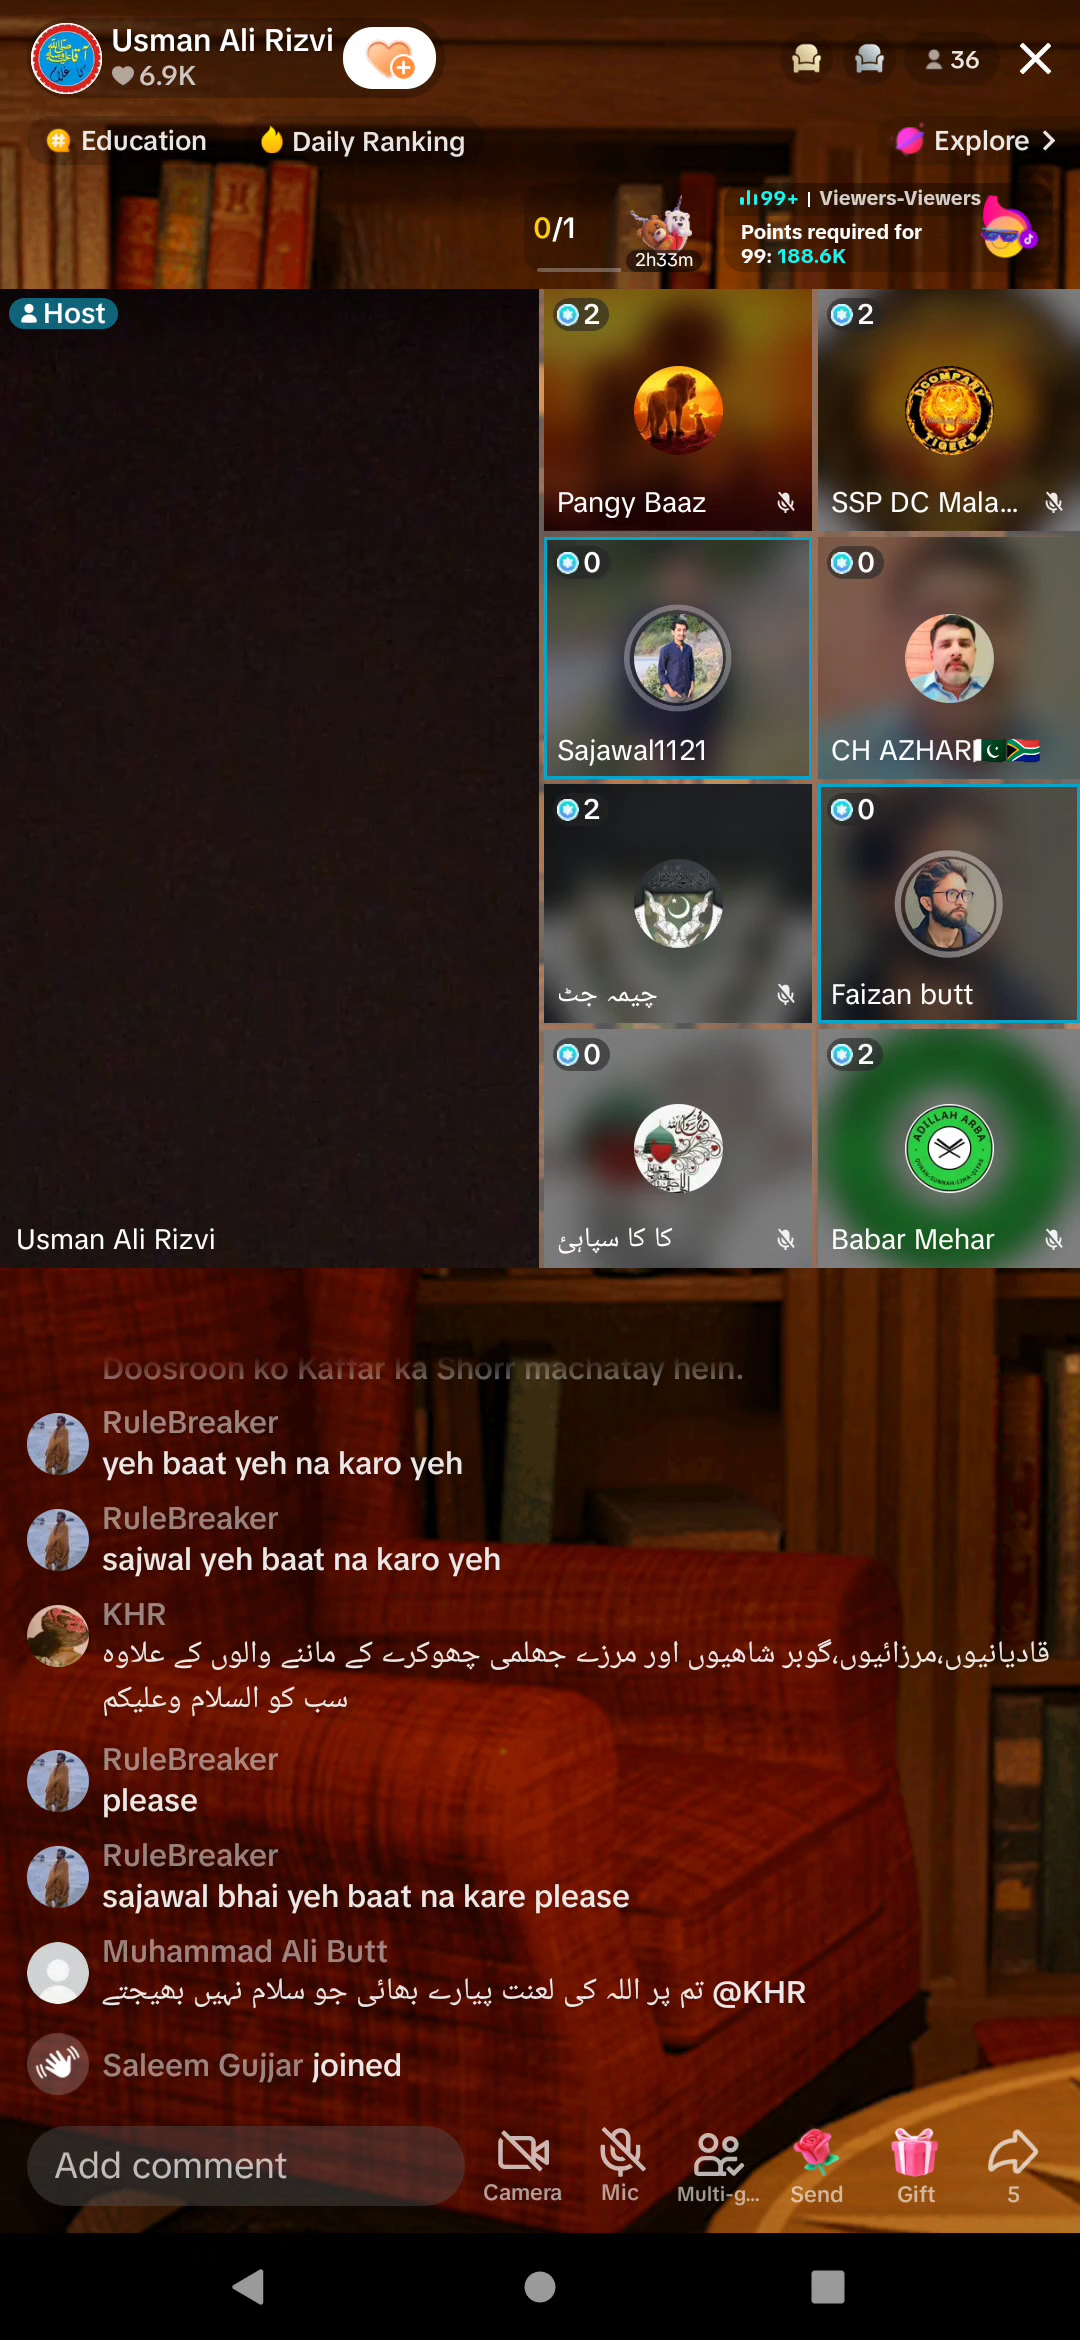 Usman Ali Rizvi
6.9K
36
Education
Daily Ranking
Explore
0/1
2h33m
99+ | Viewers-Viewers
Points required for
99: 188.6K
Host
Usman Ali Rizvi
2
Pangy Baaz
2
DOOMPANY
TIGERS
SSP DC Mala...
0
Sajawal1121
0
CH AZHAR
2
چیمہ جٹ
0
Faizan butt
0
کا کا سپاہئ
2
ADILLAH ARBA
Babar Mehar
Doosroon ko Kaffar ka Shorr machatay hein.
RuleBreaker
yeh baat yeh na karo yeh
RuleBreaker
sajwal yeh baat na karo yeh
KHR
قادیانیوں،مرزائیوں،گوبر شاھیوں اور مرزے جھلمی چھوکرے کے ماننے والوں کے علاوہ
سب کو السلام وعلیکم
RuleBreaker
please
RuleBreaker
sajawal bhai yeh baat na kare please
Muhammad Ali Butt
@KHR تم پر اللہ کی لعنت پیارے بھائی جو سلام نہیں بھیجتے
Saleem Gujjar joined
Add comment
Camera
Mic
Multi-g...
Send
Gift
5